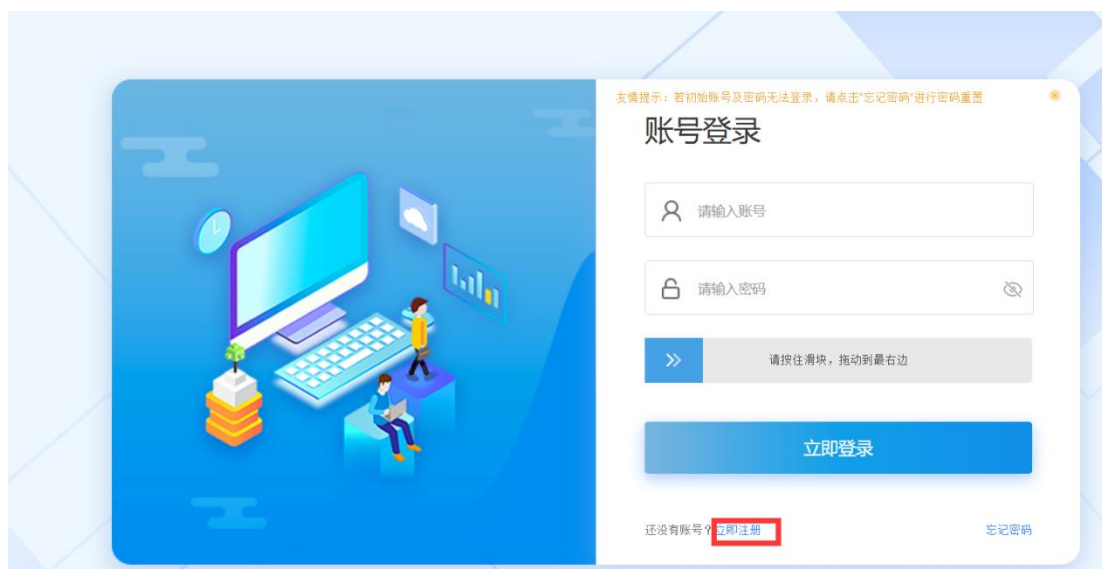 友情提示：若初始账号及密码无法登录，请点击"忘记密码"进行密码重置
账号登录
请输入账号
请输入密码
请按住滑块，拖动到最右边
立即登录
还没有账号？立即注册
忘记密码